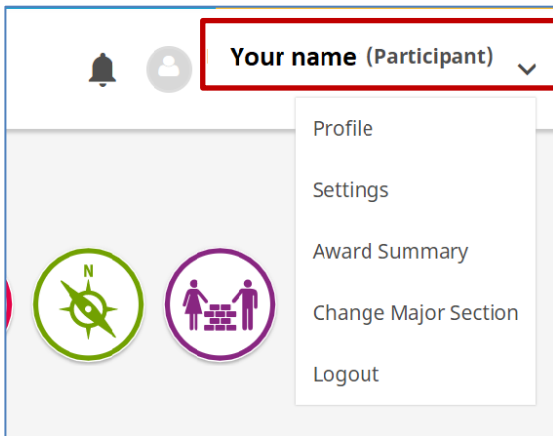 Your name (Participant)
Profile
Settings
Award Summary
Change Major Section
Logout
N